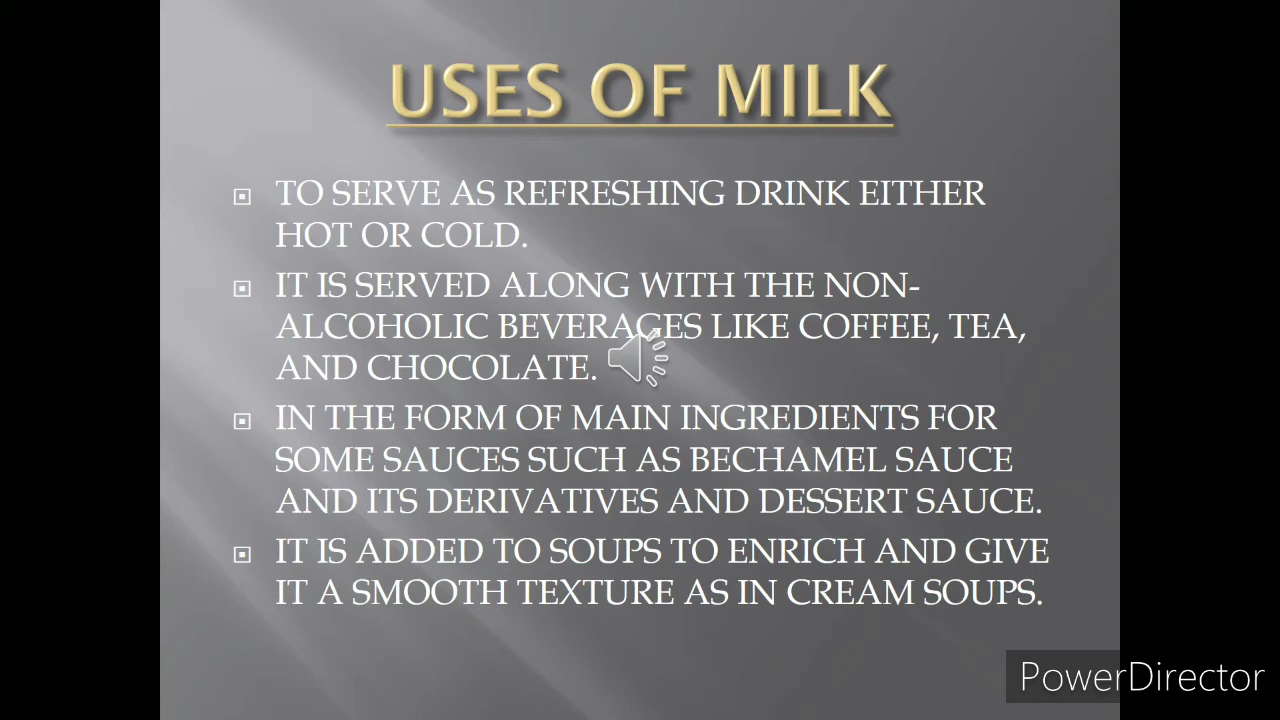 USES OF MILK
TO SERVE AS REFRESHING DRINK EITHER
HOT OR COLD.
IT IS SERVED ALONG WITH THE NON-
ALCOHOLIC BEVERAGES LIKE COFFEE, TEA,
AND CHOCOLATE.
IN THE FORM OF MAIN INGREDIENTS FOR
SOME SAUCES SUCH AS BECHAMEL SAUCE
AND ITS DERIVATIVES AND DESSERT SAUCE.
IT IS ADDED TO SOUPS TO ENRICH AND GIVE
IT A SMOOTH TEXTURE AS IN CREAM SOUPS.
PowerDirector